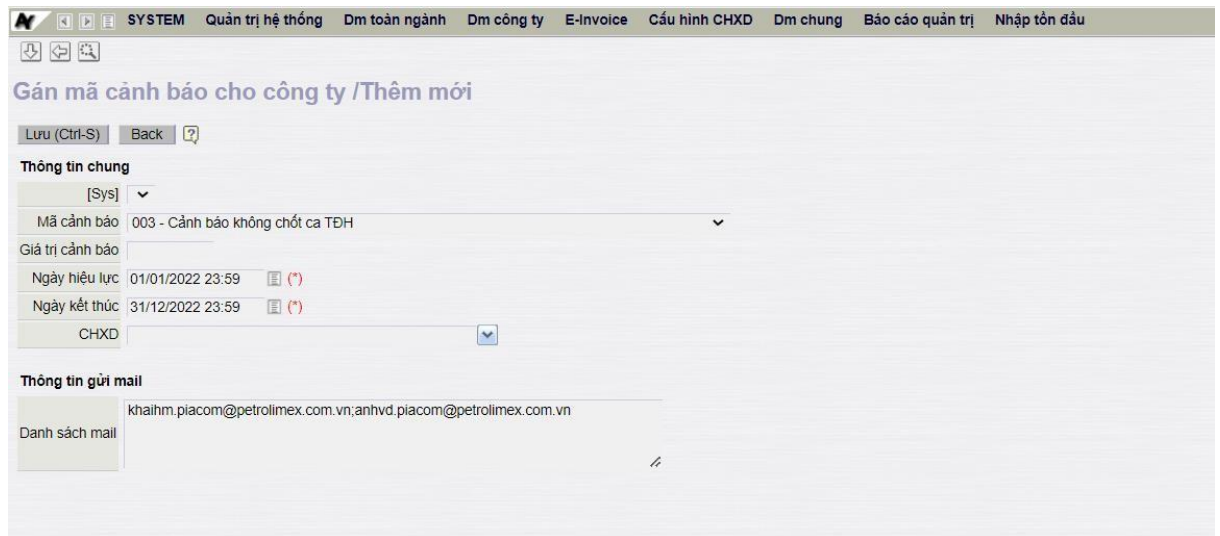 SYSTEM Quản trị hệ thống Dm toàn ngành Dm công ty E-Invoice Cấu hình CHXD Dm chung Báo cáo quản trị Nhập tồn đầu
Gán mã cảnh báo cho công ty /Thêm mới
Lưu (Ctrl-S) Back ?
Thông tin chung
[Sys]
Mã cảnh báo 003 - Cảnh báo không chốt ca TĐH
Giá trị cảnh báo
Ngày hiệu lực 01/01/2022 23:59 (*)
Ngày kết thúc 31/12/2022 23:59 (*)
CHXD
Thông tin gửi mail
khaihm.piacom@petrolimex.com.vn;anhvd.piacom@petrolimex.com.vn
Danh sách mail